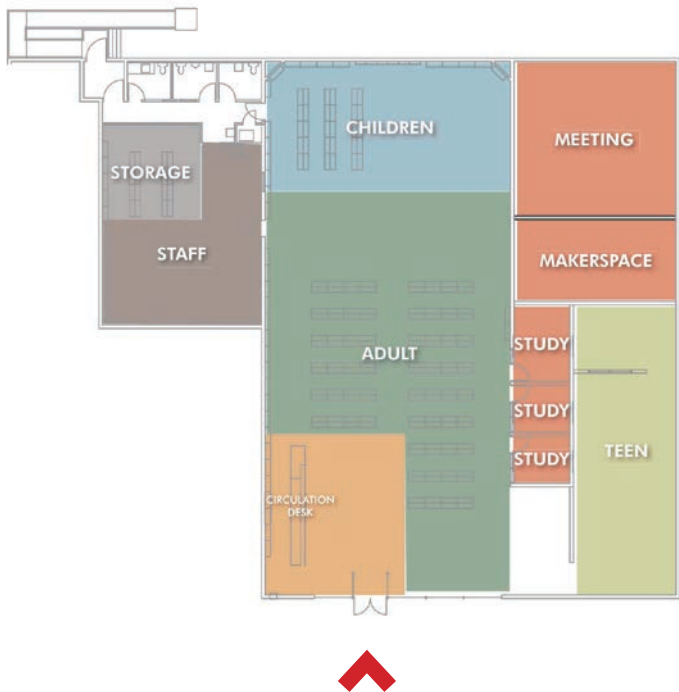 CHILDREN
MEETING
STORAGE
STAFF
MAKERSPACE
STUDY
ADULT
STUDY
TEEN
STUDY
CIRCULATION
DESK